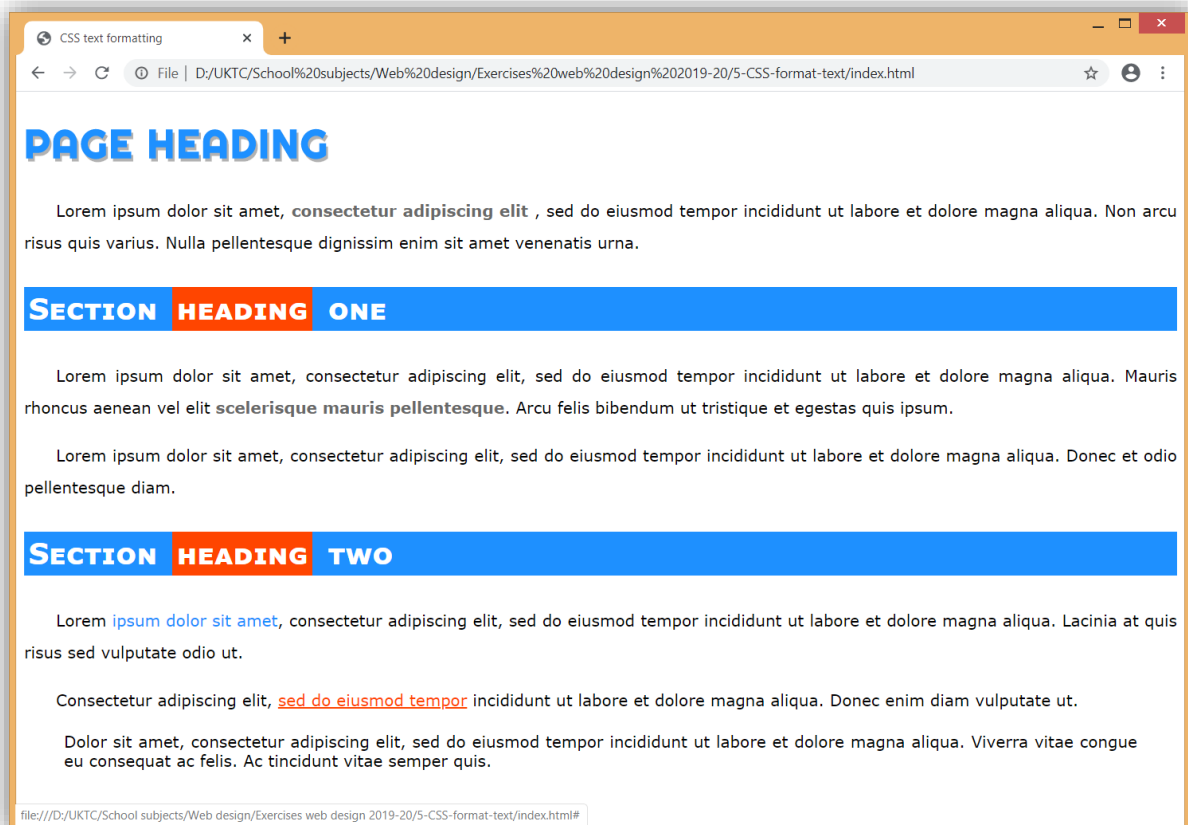 CSS text formatting
File | D:/UKTC/School%20subjects/Web%20design/Exercises%20web%20design%202019-20/5-CSS-format-text/index.html
PAGE HEADING
Lorem ipsum dolor sit amet, consectetur adipiscing elit , sed do eiusmod tempor incididunt ut labore et dolore magna aliqua. Non arcu
risus quis varius. Nulla pellentesque dignissim enim sit amet venenatis urna.
Section heading one
Lorem ipsum dolor sit amet, consectetur adipiscing elit, sed do eiusmod tempor incididunt ut labore et dolore magna aliqua. Mauris
rhoncus aenean vel elit scelerisque mauris pellentesque. Arcu felis bibendum ut tristique et egestas quis ipsum.
Lorem ipsum dolor sit amet, consectetur adipiscing elit, sed do eiusmod tempor incididunt ut labore et dolore magna aliqua. Donec et odio
pellentesque diam.
Section heading two
Lorem ipsum dolor sit amet, consectetur adipiscing elit, sed do eiusmod tempor incididunt ut labore et dolore magna aliqua. Lacinia at quis
risus sed vulputate odio ut.
Consectetur adipiscing elit, sed do eiusmod tempor incididunt ut labore et dolore magna aliqua. Donec enim diam vulputate ut.
Dolor sit amet, consectetur adipiscing elit, sed do eiusmod tempor incididunt ut labore et dolore magna aliqua. Viverra vitae congue
eu consequat ac felis. Ac tincidunt vitae semper quis.
file:///D:/UKTC/School subjects/Web design/Exercises web design 2019-20/5-CSS-format-text/index.html#